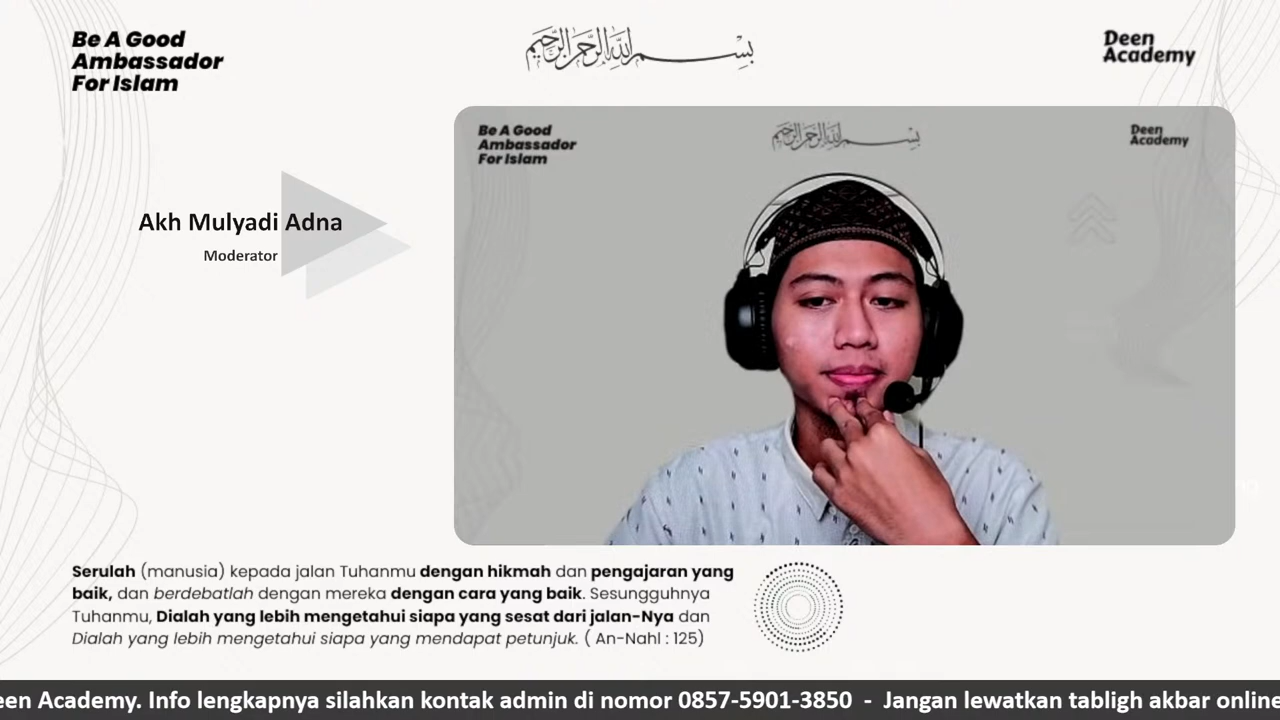 Be A Good
Ambassador
For Islam
بسم الله الرحمن الرحيم
Deen
Academy
Be A Good
Ambassador
For Islam
بسم الله الرحمن الرحيم
Deen
Academy
Akh Mulyadi Adna
Moderator
Serulah (manusia) kepada jalan Tuhanmu dengan hikmah dan pengajaran yang
baik, dan berdebatlah dengan mereka dengan cara yang baik. Sesungguhnya
Tuhanmu, Dialah yang lebih mengetahui siapa yang sesat dari jalan-Nya dan
Dialah yang lebih mengetahui siapa yang mendapat petunjuk. ( An-Nahl : 125)
een Academy. Info lengkapnya silahkan kontak admin di nomor 0857-5901-3850 - Jangan lewatkan tabligh akbar online